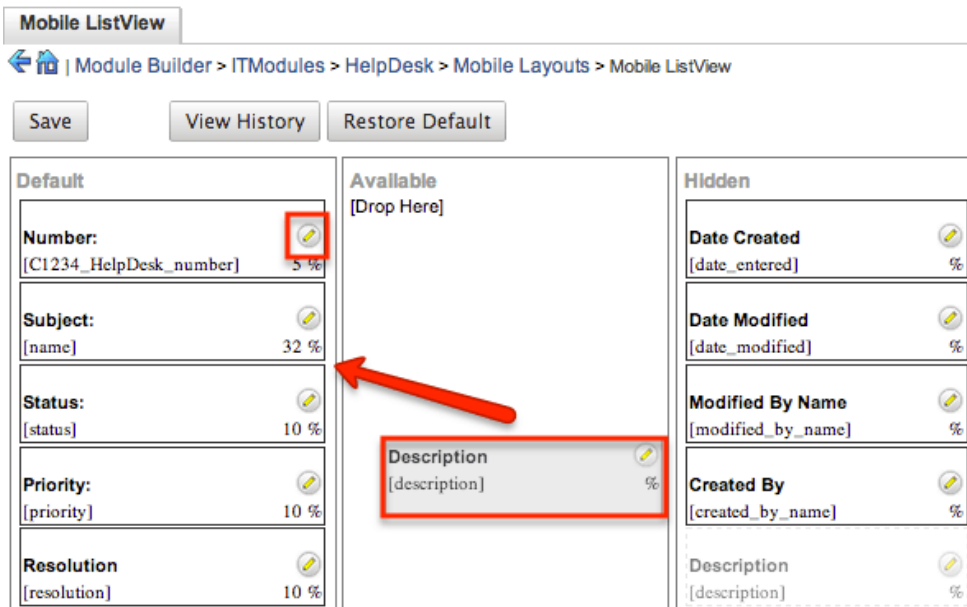 Mobile ListView
| Module Builder > ITModules > HelpDesk > Mobile Layouts > Mobile ListView
Save
View History
Restore Default
Default
Number:
[C1234_HelpDesk_number] 5 %
Subject:
[name] 32 %
Status:
[status] 10 %
Priority:
[priority] 10 %
Resolution
[resolution] 10 %
Available
[Drop Here]
Description
[description] %
Hidden
Date Created
[date_entered] %
Date Modified
[date_modified] %
Modified By Name
[modified_by_name] %
Created By
[created_by_name] %
Description
[description] %